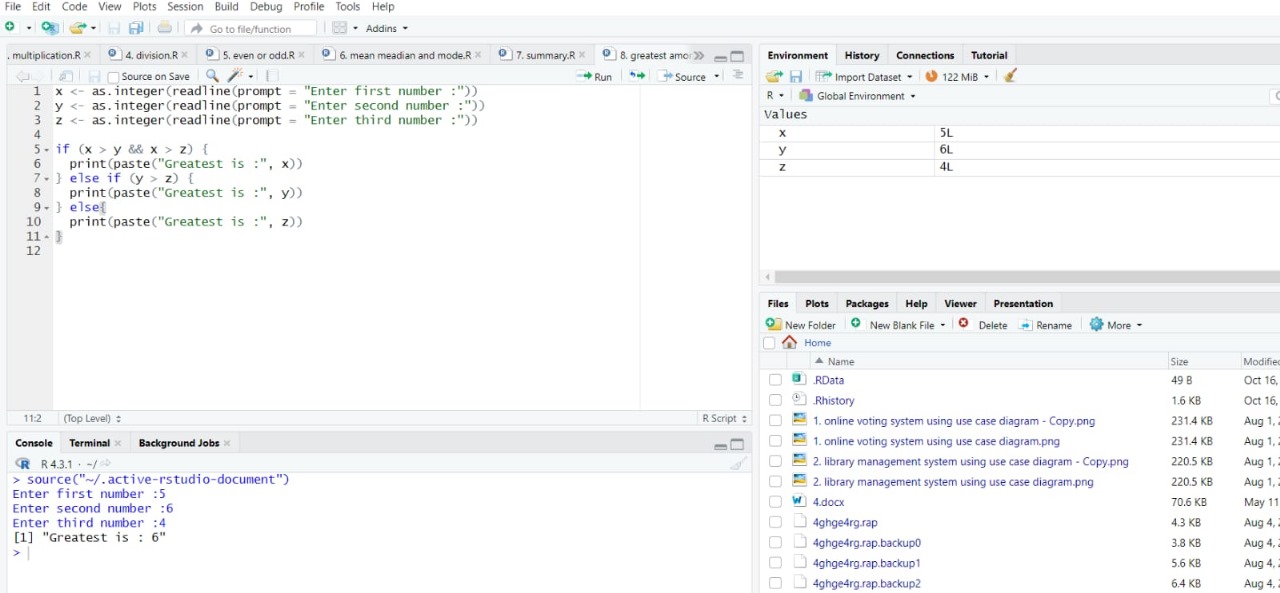 File Edit Code View Plots Session Build Debug Profile Tools Help
Go to file/function Addins
. multiplication.R 4. division.R 5. even or odd.R 6. mean meadian and mode.R 7. summary.R 8. greatest amor
Source on Save Run Source
1 x <- as.integer(readline(prompt = "Enter first number :"))
2 y <- as.integer(readline(prompt = "Enter second number :"))
3 z <- as.integer(readline(prompt = "Enter third number :"))
4
5 if (x > y && x > z) {
6 print(paste("Greatest is :", x))
7 } else if (y > z) {
8 print(paste("Greatest is :", y))
9 } else{
10 print(paste("Greatest is :", z))
11 }
12
11:2 (Top Level) R Script
Console Terminal Background Jobs
R R 4.3.1 · ~/
> source("~/.active-rstudio-document")
Enter first number :5
Enter second number :6
Enter third number :4
[1] "Greatest is : 6"
>
Environment History Connections Tutorial
Import Dataset 122 MiB
R Global Environment
Values
x 5L
y 6L
z 4L
Files Plots Packages Help Viewer Presentation
New Folder New Blank File Delete Rename More
Home
Name Size Modified
.RData 49 B Oct 16,
.Rhistory 1.6 KB Oct 16,
1. online voting system using use case diagram - Copy.png 231.4 KB Aug 1, 2
1. online voting system using use case diagram.png 231.4 KB Aug 1, 2
2. library management system using use case diagram - Copy.png 220.5 KB Aug 1, 2
2. library management system using use case diagram.png 220.5 KB Aug 1, 2
4.docx 70.6 KB May 11
4ghge4rg.rap 4.3 KB Aug 4, 2
4ghge4rg.rap.backup0 3.8 KB Aug 4, 2
4ghge4rg.rap.backup1 5.6 KB Aug 4, 2
4ghge4rg.rap.backup2 6.4 KB Aug 4, 2